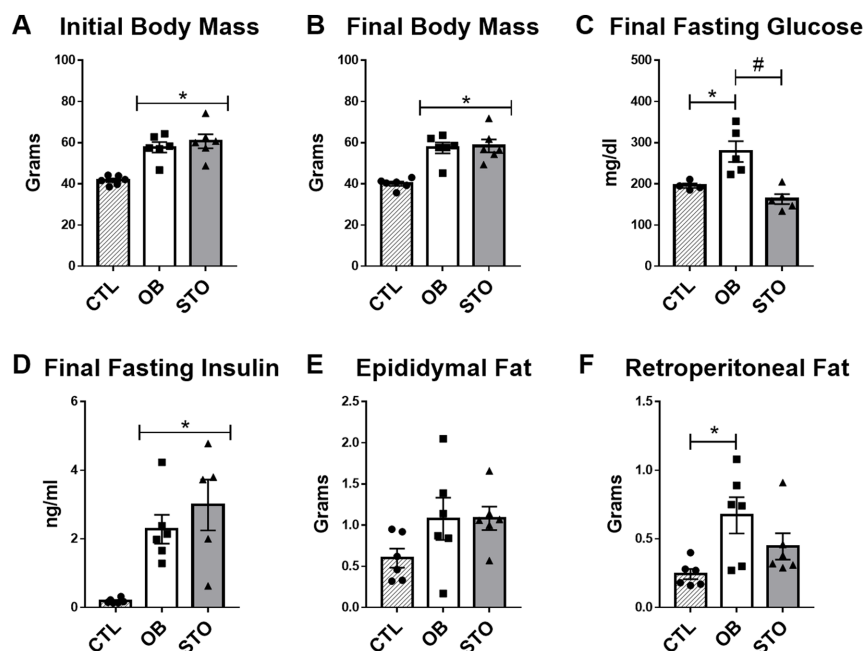 A Initial Body Mass
Grams
100
80
60
40
20
0
*
CTL
OB
STO
B Final Body Mass
Grams
100
80
60
40
20
0
*
CTL
OB
STO
C Final Fasting Glucose
mg/dl
500
400
300
200
100
0
*
#
CTL
OB
STO
D Final Fasting Insulin
ng/ml
6
4
2
0
*
CTL
OB
STO
E Epididymal Fat
Grams
2.5
2.0
1.5
1.0
0.5
0.0
CTL
OB
STO
F Retroperitoneal Fat
Grams
1.5
1.0
0.5
0.0
*
CTL
OB
STO